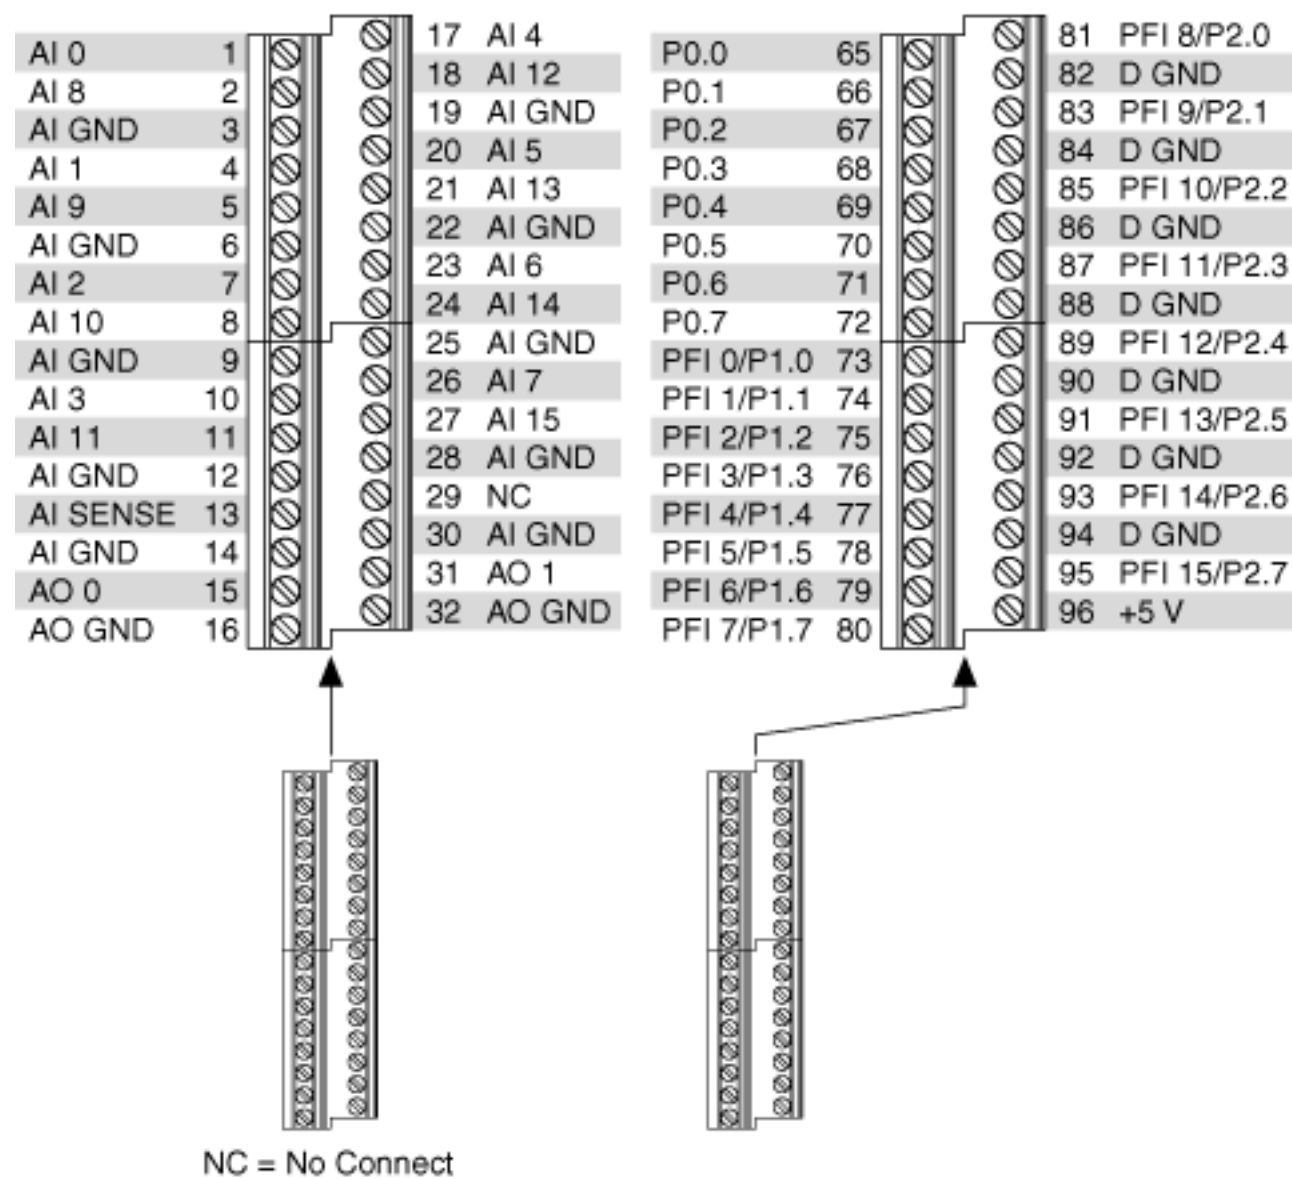 AI 0 1
AI 8 2
AI GND 3
AI 1 4
AI 9 5
AI GND 6
AI 2 7
AI 10 8
AI GND 9
AI 3 10
AI 11 11
AI GND 12
AI SENSE 13
AI GND 14
AO 0 15
AO GND 16
17 AI 4
18 AI 12
19 AI GND
20 AI 5
21 AI 13
22 AI GND
23 AI 6
24 AI 14
25 AI GND
26 AI 7
27 AI 15
28 AI GND
29 NC
30 AI GND
31 AO 1
32 AO GND
P0.0 65
P0.1 66
P0.2 67
P0.3 68
P0.4 69
P0.5 70
P0.6 71
P0.7 72
PFI 0/P1.0 73
PFI 1/P1.1 74
PFI 2/P1.2 75
PFI 3/P1.3 76
PFI 4/P1.4 77
PFI 5/P1.5 78
PFI 6/P1.6 79
PFI 7/P1.7 80
81 PFI 8/P2.0
82 D GND
83 PFI 9/P2.1
84 D GND
85 PFI 10/P2.2
86 D GND
87 PFI 11/P2.3
88 D GND
89 PFI 12/P2.4
90 D GND
91 PFI 13/P2.5
92 D GND
93 PFI 14/P2.6
94 D GND
95 PFI 15/P2.7
96 +5 V
NC = No Connect